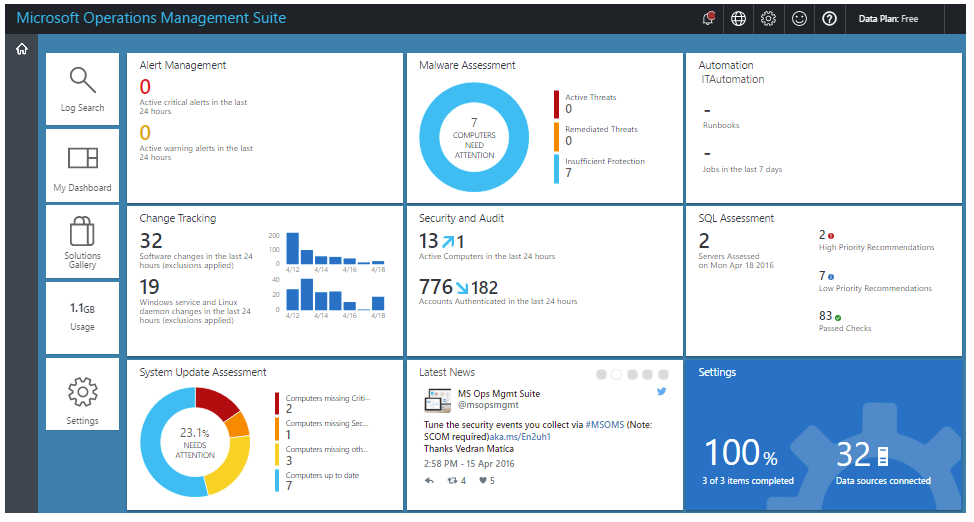 Microsoft Operations Management Suite
Data Plan: Free
Log Search
My Dashboard
Solutions
Gallery
1.1GB
Usage
Settings
Alert Management
0
Active critical alerts in the last
24 hours
0
Active warning alerts in the last
24 hours
Malware Assessment
7
COMPUTERS
NEED
ATTENTION
Active Threats
0
Remediated Threats
0
Insufficient Protection
7
Automation
ITAutomation
-
Runbooks
-
Jobs in the last 7 days
Change Tracking
32
Software changes in the last 24
hours (exclusions applied)
200
100
0
4/12 4/14 4/16 4/18
19
Windows service and Linux
daemon changes in the last 24
hours (exclusions applied)
40
20
0
4/12 4/14 4/16 4/18
Security and Audit
13 1
Active Computers in the last 24 hours
776 182
Accounts Authenticated in the last 24 hours
SQL Assessment
2
Servers Assessed
on Mon Apr 18 2016
2
High Priority Recommendations
7
Low Priority Recommendations
83
Passed Checks
System Update Assessment
23.1%
NEEDS
ATTENTION
Computers missing Criti...
2
Computers missing Sec...
1
Computers missing oth...
3
Computers up to date
7
Latest News
MS Ops Mgmt Suite
@msopsmgmt
Tune the security events you collect via #MSOMS (Note:
SCOM required)aka.ms/En2uh1
Thanks Vedran Matica
2:58 PM - 15 Apr 2016
4 5
Settings
100%
3 of 3 items completed
32
Data sources connected